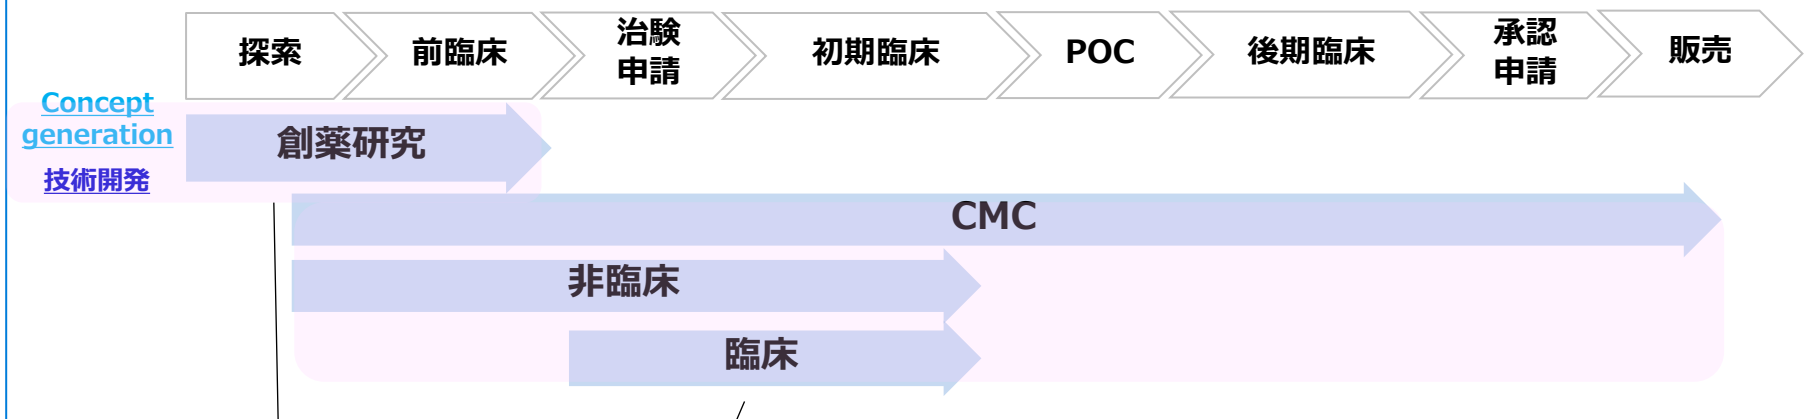 探索
前臨床
治験
申請
初期臨床
POC
後期臨床
承認
申請
販売
Concept
generation
技術開発
創薬研究
CMC
非臨床
臨床